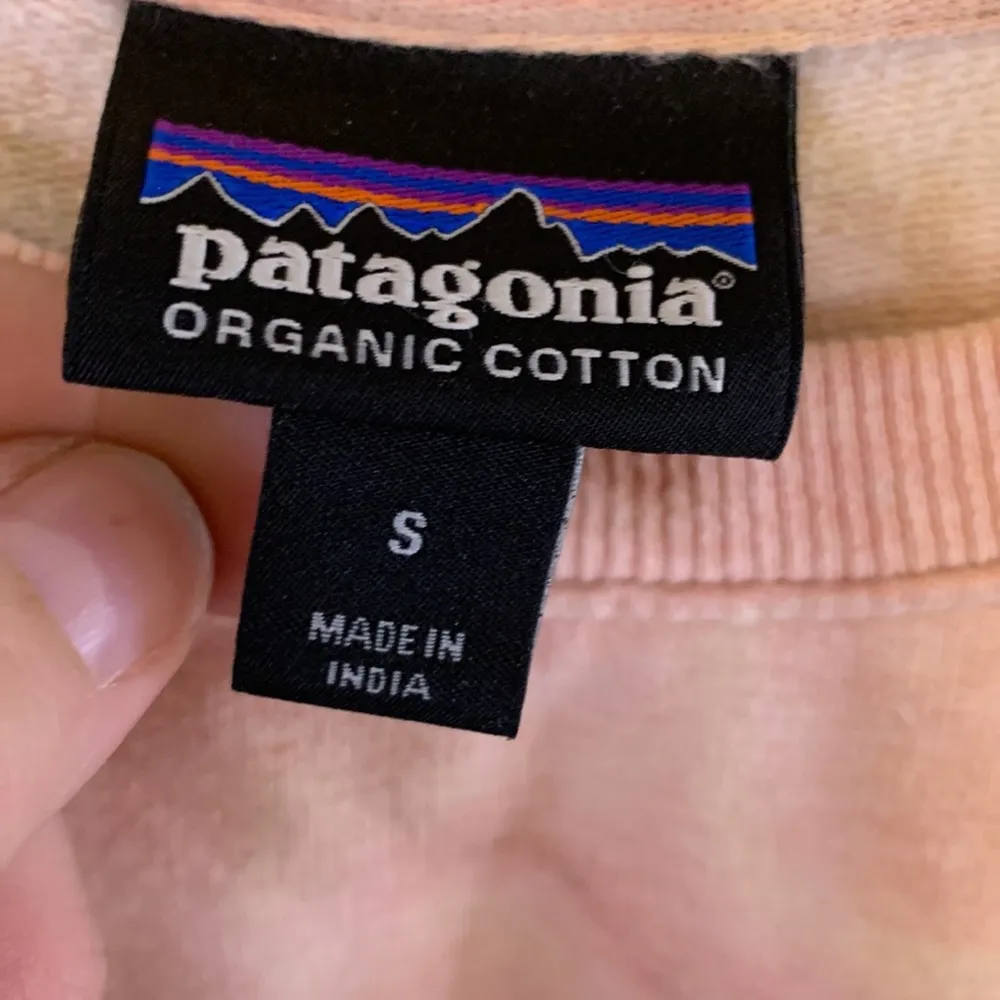 patagonia®
ORGANIC COTTON
S
MADE IN
INDIA